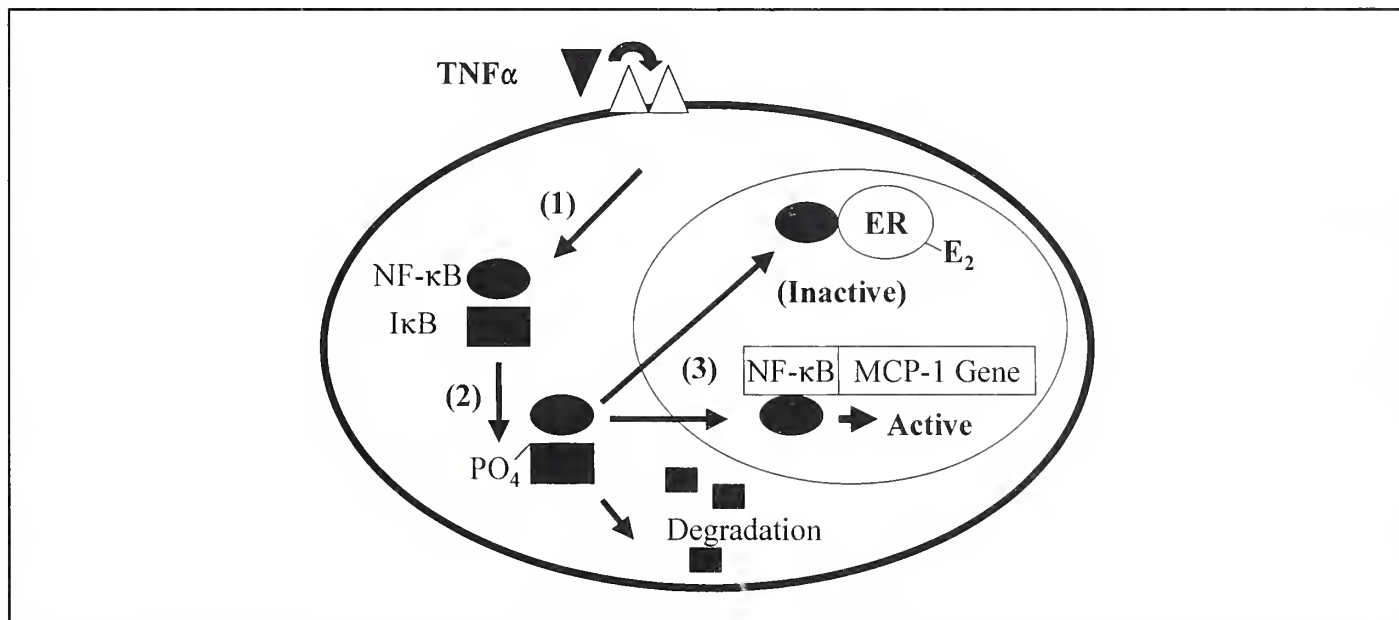 TNFα
(1)
ER
E₂
(Inactive)
NF-κB
IκB
(2)
(3)
NF-κB MCP-1 Gene
Active
PO₄
Degradation